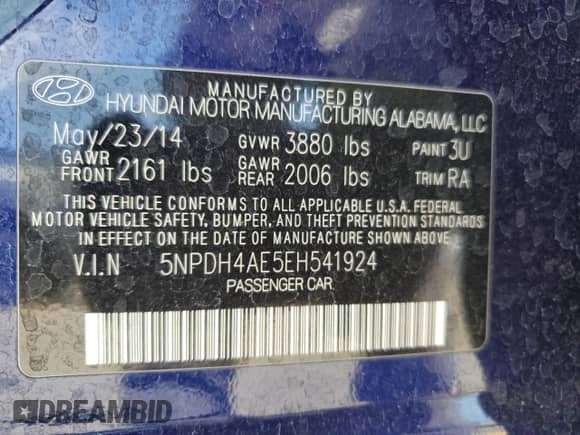 MANUFACTURED BY
HYUNDAI MOTOR MANUFACTURING ALABAMA, LLC
May/23/14 GVWR 3880 lbs PAINT 3U
GAWR FRONT 2161 lbs GAWR REAR 2006 lbs TRIM RA
THIS VEHICLE CONFORMS TO ALL APPLICABLE U.S.A. FEDERAL
MOTOR VEHICLE SAFETY, BUMPER, AND THEFT PREVENTION STANDARDS
IN EFFECT ON THE DATE OF MANUFACTURE SHOWN ABOVE.
V.I.N 5NPDH4AE5EH541924
PASSENGER CAR
DREAMBID